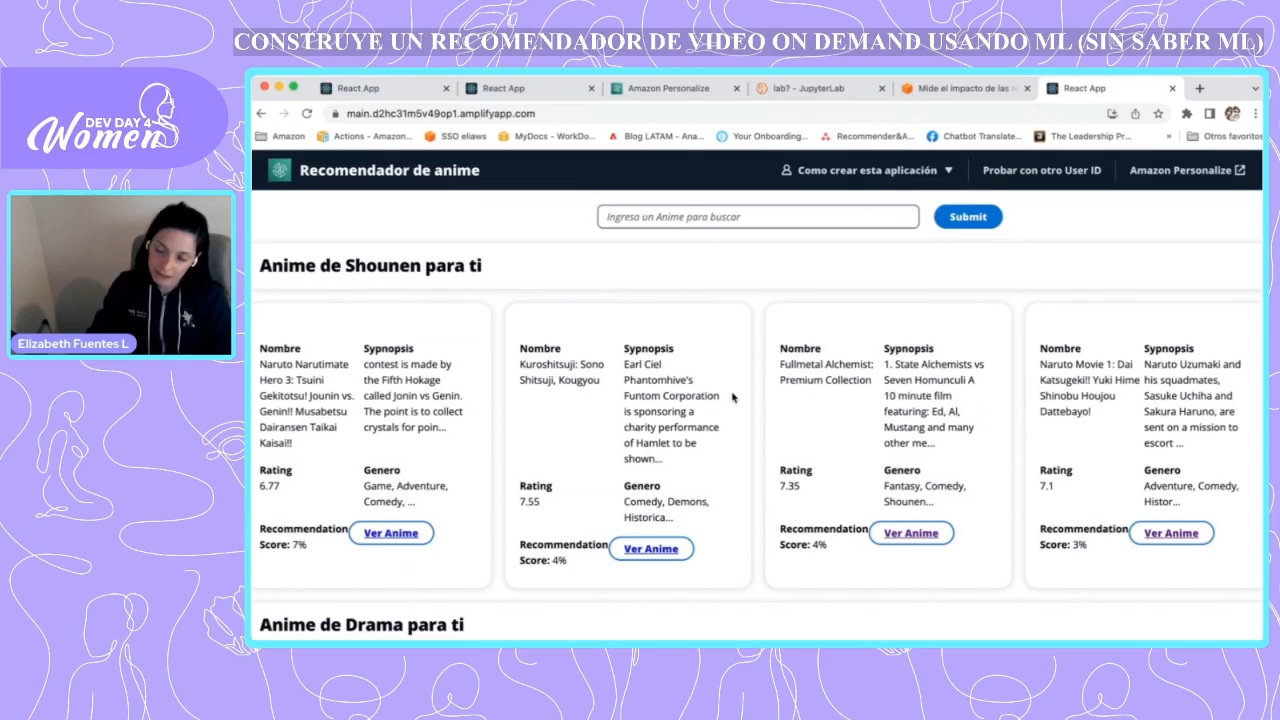 CONSTRUYE UN RECOMENDADOR DE VIDEO ON DEMAND USANDO ML (SIN SABER ML)
DEV DAY 4
Women
Elizabeth Fuentes L
React App
React App
Amazon Personalize
lab? - JupyterLab
Mide el impacto de las
React App
main.d2hc31m5v49op1.amplifyapp.com
Amazon
Actions - Amazon...
SSO eliaws
MyDocs - WorkDo...
Blog LATAM - Ana...
Your Onboarding...
Recommender&A...
Chatbot Translate...
The Leadership Pr...
»
Otros favoritos
Recomendador de anime
Como crear esta aplicación
Probar con otro User ID
Amazon Personalize
Ingresa un Anime para buscar
Submit
Anime de Shounen para ti
Nombre
Naruto Narutimate
Hero 3: Tsuini
Gekitotsu! Jounin vs.
Genin!! Musabetsu
Dairansen Taikai
Kaisai!!
Synopsis
contest is made by
the Fifth Hokage
called Jonin vs Genin.
The point is to collect
crystals for poin...
Rating
6.77
Genero
Game, Adventure,
Comedy, ...
Recommendation
Score: 7%
Ver Anime
Nombre
Kuroshitsuji: Sono
Shitsuji, Kougyou
Synopsis
Earl Ciel
Phantomhive's
Funtom Corporation
is sponsoring a
charity performance
of Hamlet to be
shown...
Rating
7.55
Genero
Comedy, Demons,
Historica...
Recommendation
Score: 4%
Ver Anime
Nombre
Fullmetal Alchemist:
Premium Collection
Synopsis
1. State Alchemists vs
Seven Homunculi A
10 minute film
featuring: Ed, Al,
Mustang and many
other me...
Rating
7.35
Genero
Fantasy, Comedy,
Shounen...
Recommendation
Score: 4%
Ver Anime
Nombre
Naruto Movie 1: Dai
Katsugeki!! Yuki Hime
Shinobu Houjou
Dattebayo!
Synopsis
Naruto Uzumaki and
his squadmates,
Sasuke Uchiha and
Sakura Haruno, are
sent on a mission to
escort ...
Rating
7.1
Genero
Adventure, Comedy,
Histor...
Recommendation
Score: 3%
Ver Anime
Anime de Drama para ti